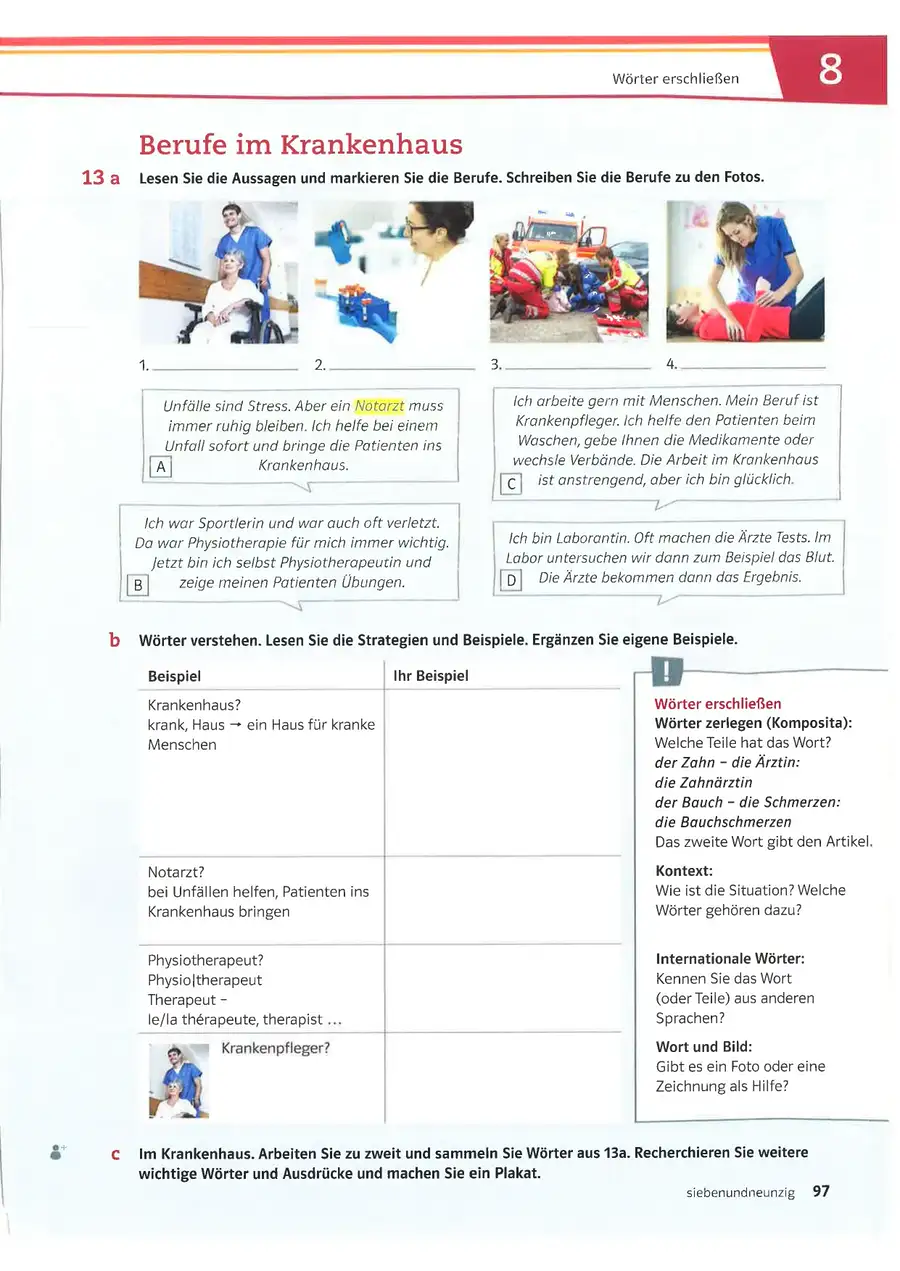 Wörter erschließen
8
Berufe im Krankenhaus
13 a Lesen Sie die Aussagen und markieren Sie die Berufe. Schreiben Sie die Berufe zu den Fotos.
1. 2. 3. 4.
Unfälle sind Stress. Aber ein Notarzt muss
immer ruhig bleiben. Ich helfe bei einem
Unfall sofort und bringe die Patienten ins
A Krankenhaus.
Ich arbeite gern mit Menschen. Mein Beruf ist
Krankenpfleger. Ich helfe den Patienten beim
Waschen, gebe Ihnen die Medikamente oder
wechsle Verbände. Die Arbeit im Krankenhaus
C ist anstrengend, aber ich bin glücklich.
Ich war Sportlerin und war auch oft verletzt.
Da war Physiotherapie für mich immer wichtig.
Jetzt bin ich selbst Physiotherapeutin und
B zeige meinen Patienten Übungen.
Ich bin Laborantin. Oft machen die Ärzte Tests. Im
Labor untersuchen wir dann zum Beispiel das Blut.
D Die Ärzte bekommen dann das Ergebnis.
b Wörter verstehen. Lesen Sie die Strategien und Beispiele. Ergänzen Sie eigene Beispiele.
Beispiel
Ihr Beispiel
Krankenhaus?
krank, Haus → ein Haus für kranke
Menschen
Notarzt?
bei Unfällen helfen, Patienten ins
Krankenhaus bringen
Physiotherapeut?
Physio|therapeut
Therapeut –
le/la thérapeute, therapist ...
Krankenpfleger?
!
Wörter erschließen
Wörter zerlegen (Komposita):
Welche Teile hat das Wort?
der Zahn – die Ärztin:
die Zahnärztin
der Bauch – die Schmerzen:
die Bauchschmerzen
Das zweite Wort gibt den Artikel.
Kontext:
Wie ist die Situation? Welche
Wörter gehören dazu?
Internationale Wörter:
Kennen Sie das Wort
(oder Teile) aus anderen
Sprachen?
Wort und Bild:
Gibt es ein Foto oder eine
Zeichnung als Hilfe?
c Im Krankenhaus. Arbeiten Sie zu zweit und sammeln Sie Wörter aus 13a. Recherchieren Sie weitere
wichtige Wörter und Ausdrücke und machen Sie ein Plakat.
siebenundneunzig 97